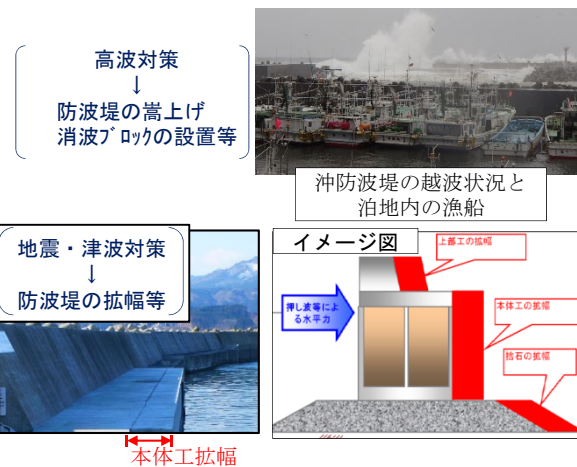 高波対策
↓
防波堤の嵩上げ
消波ﾌﾞﾛｯｸの設置等
沖防波堤の越波状況と
泊地内の漁船
地震・津波対策
↓
防波堤の拡幅等
本体工拡幅
イメージ図
上部工の拡幅
押し波等によ
る水平力
本体工の拡幅
捨石の拡幅